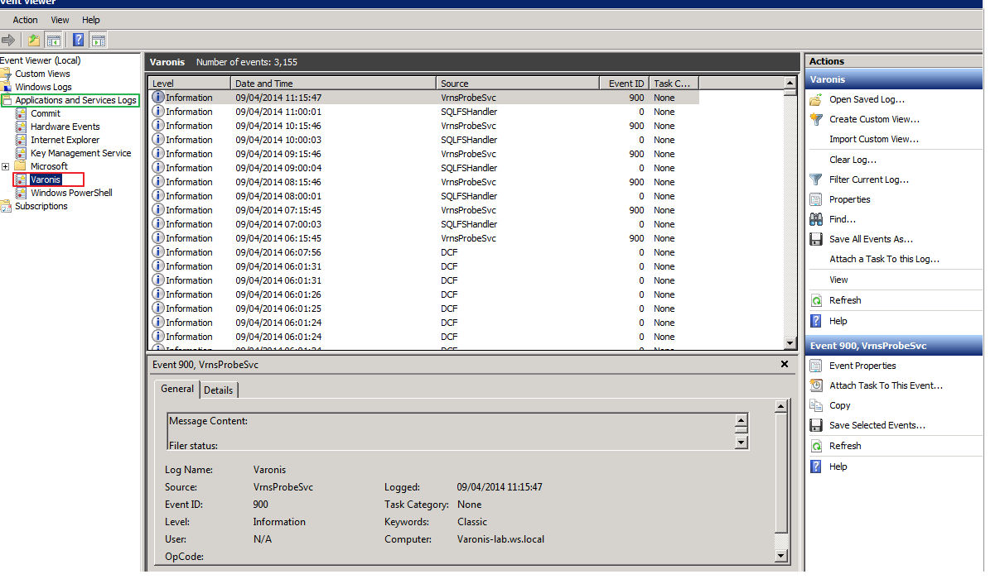 Event Viewer
Action View Help
Event Viewer (Local)
Custom Views
Windows Logs
Applications and Services Logs
Commit
Hardware Events
Internet Explorer
Key Management Service
Microsoft
Varonis
Windows PowerShell
Subscriptions
Varonis Number of events: 3,155
Level Date and Time Source Event ID Task C...
Information 09/04/2014 11:15:47 VrnsProbeSvc 900 None
Information 09/04/2014 11:00:01 SQLFSHandler 0 None
Information 09/04/2014 10:15:46 VrnsProbeSvc 900 None
Information 09/04/2014 10:00:03 SQLFSHandler 0 None
Information 09/04/2014 09:15:46 VrnsProbeSvc 900 None
Information 09/04/2014 09:00:04 SQLFSHandler 0 None
Information 09/04/2014 08:15:46 VrnsProbeSvc 900 None
Information 09/04/2014 08:00:01 SQLFSHandler 0 None
Information 09/04/2014 07:15:45 VrnsProbeSvc 900 None
Information 09/04/2014 07:00:03 SQLFSHandler 0 None
Information 09/04/2014 06:15:45 VrnsProbeSvc 900 None
Information 09/04/2014 06:07:56 DCF 0 None
Information 09/04/2014 06:01:31 DCF 0 None
Information 09/04/2014 06:01:31 DCF 0 None
Information 09/04/2014 06:01:26 DCF 0 None
Information 09/04/2014 06:01:25 DCF 0 None
Information 09/04/2014 06:01:24 DCF 0 None
Information 09/04/2014 06:01:24 DCF 0 None
Information 09/04/2014 06:01:24 DCF 0 None
Event 900, VrnsProbeSvc
General Details
Message Content:
Filer status:
Log Name: Varonis
Source: VrnsProbeSvc Logged: 09/04/2014 11:15:47
Event ID: 900 Task Category: None
Level: Information Keywords: Classic
User: N/A Computer: Varonis-lab.ws.local
OpCode:
Actions
Varonis
Open Saved Log...
Create Custom View...
Import Custom View...
Clear Log...
Filter Current Log...
Properties
Find...
Save All Events As...
Attach a Task To this Log...
View
Refresh
Help
Event 900, VrnsProbeSvc
Event Properties
Attach Task To This Event...
Copy
Save Selected Events...
Refresh
Help